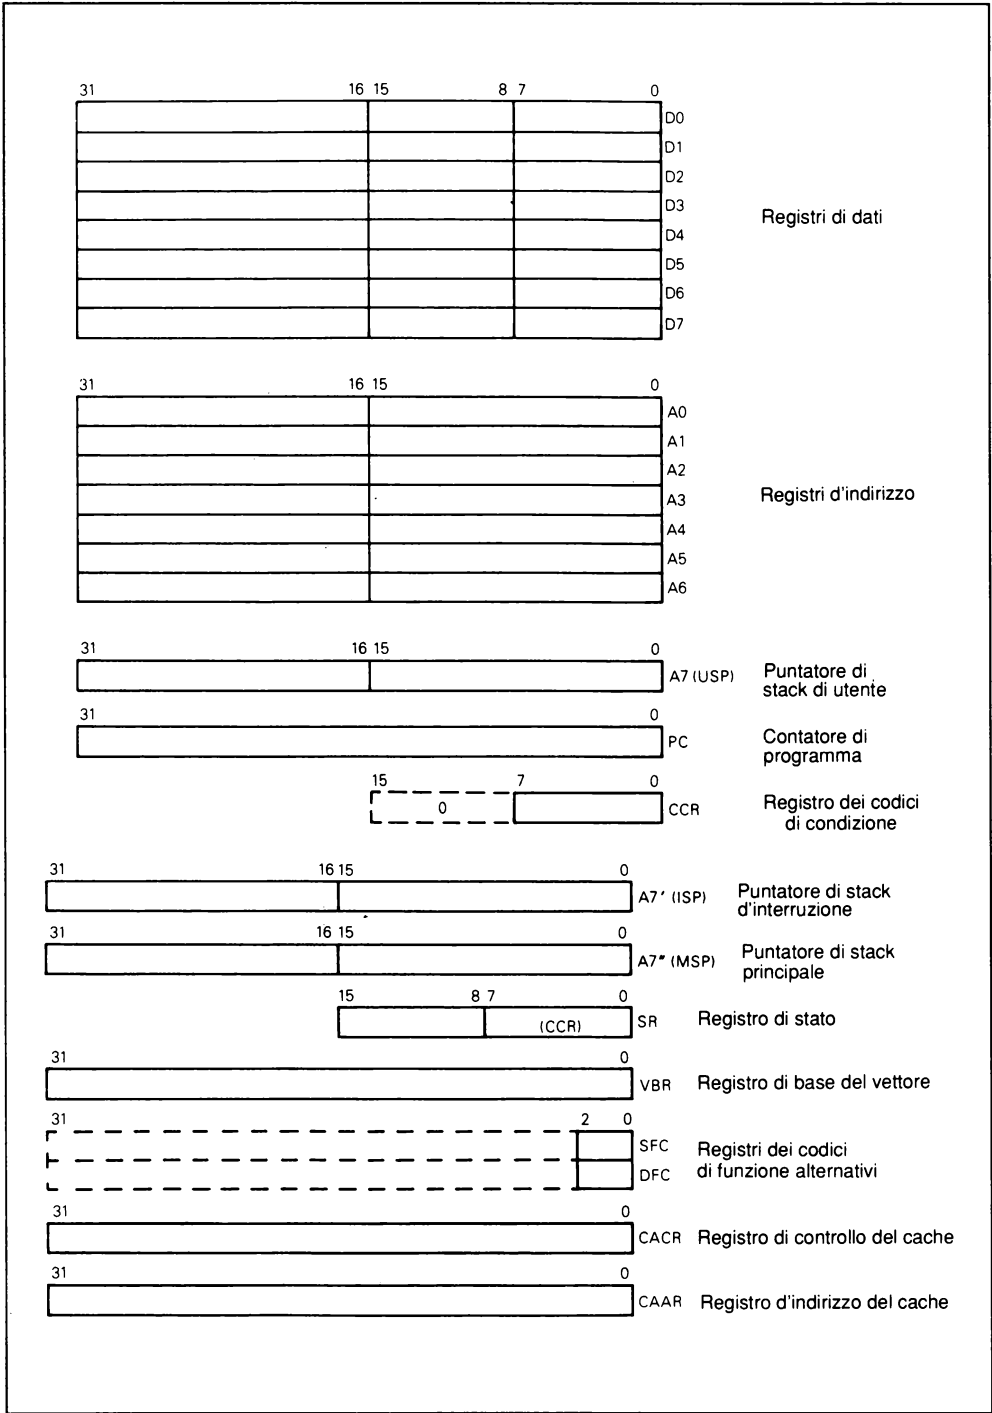 31 16 15 8 7 0
D0
D1
D2
D3
Registri di dati
D4
D5
D6
D7
31 16 15 0
A0
A1
A2
A3 Registri d'indirizzo
A4
A5
A6
31 16 15 0
A7 (USP) Puntatore di
stack di utente
31 0
PC Contatore di
programma
15 7 0
0 CCR Registro dei codici
di condizione
31 16 15 0
A7' (ISP) Puntatore di stack
d'interruzione
31 16 15 0
A7" (MSP) Puntatore di stack
principale
15 8 7 0
(CCR) SR Registro di stato
31 0
VBR Registro di base del vettore
31 2 0
SFC Registri dei codici
DFC di funzione alternativi
31 0
CACR Registro di controllo del cache
31 0
CAAR Registro d'indirizzo del cache